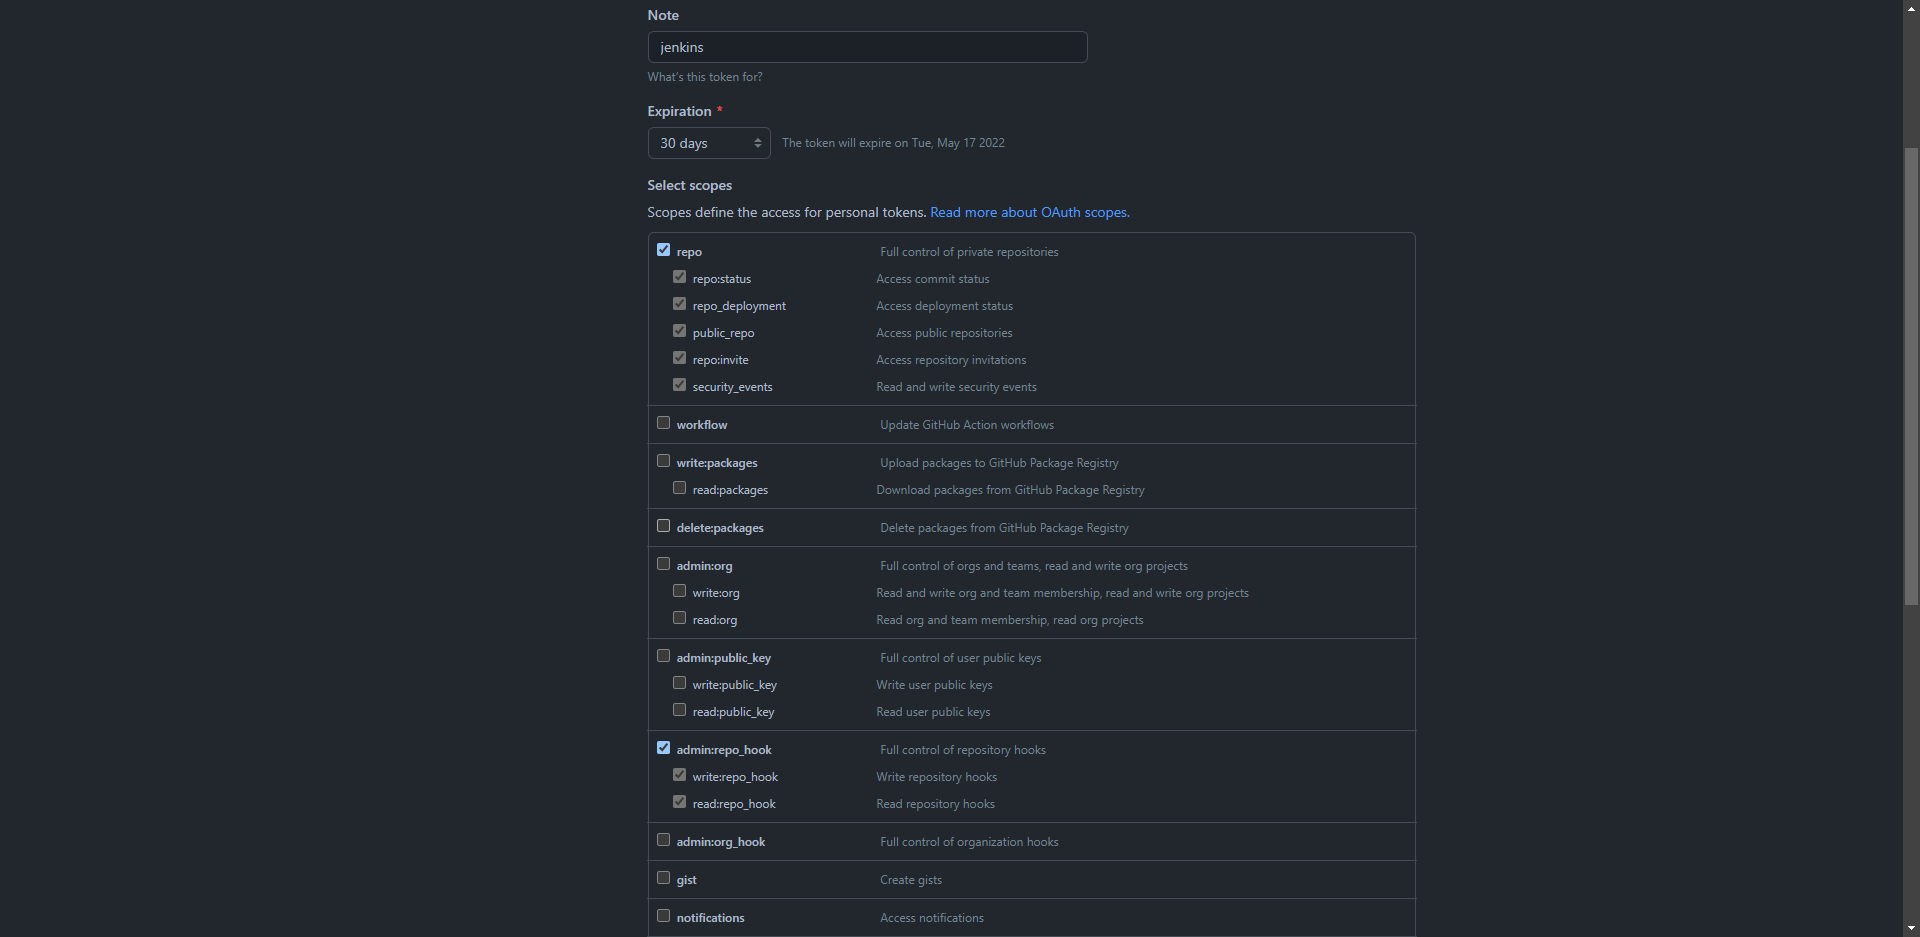 Note
jenkins
What's this token for?
Expiration *
30 days The token will expire on Tue, May 17 2022
Select scopes
Scopes define the access for personal tokens. Read more about OAuth scopes.
repo Full control of private repositories
repo:status Access commit status
repo_deployment Access deployment status
public_repo Access public repositories
repo:invite Access repository invitations
security_events Read and write security events
workflow Update GitHub Action workflows
write:packages Upload packages to GitHub Package Registry
read:packages Download packages from GitHub Package Registry
delete:packages Delete packages from GitHub Package Registry
admin:org Full control of orgs and teams, read and write org projects
write:org Read and write org and team membership, read and write org projects
read:org Read org and team membership, read org projects
admin:public_key Full control of user public keys
write:public_key Write user public keys
read:public_key Read user public keys
admin:repo_hook Full control of repository hooks
write:repo_hook Write repository hooks
read:repo_hook Read repository hooks
admin:org_hook Full control of organization hooks
gist Create gists
notifications Access notifications